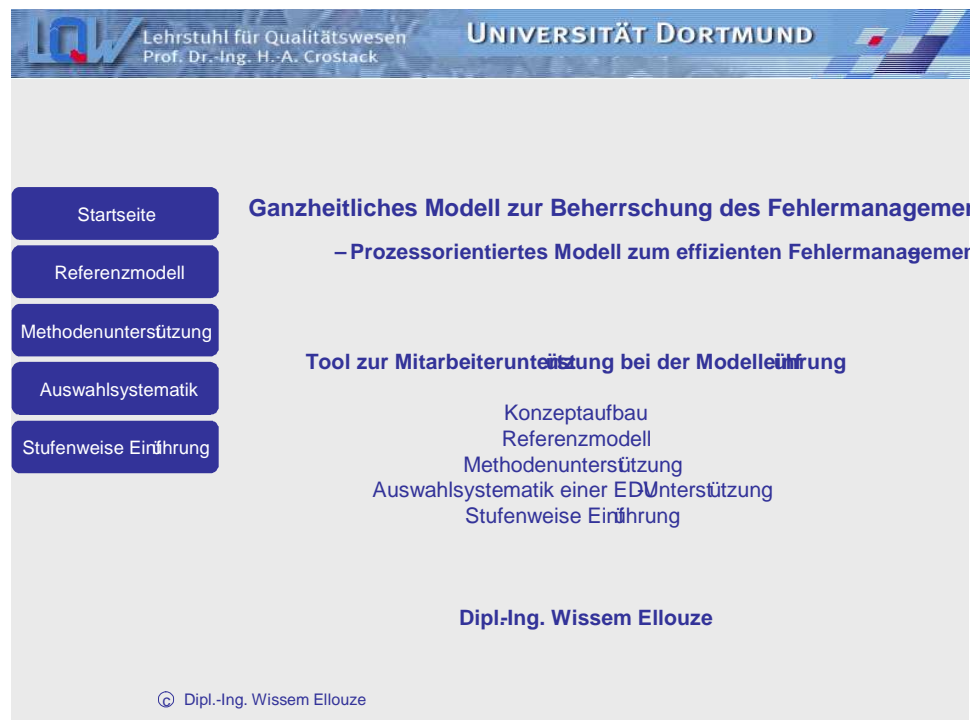 LQW
Lehrstuhl für Qualitätswesen
Prof. Dr.-Ing. H.-A. Crostack
UNIVERSITÄT DORTMUND
Startseite
Referenzmodell
Methodenunterstützung
Auswahlsystematik
Stufenweise Einführung
Ganzheitliches Modell zur Beherrschung des Fehlermanagemen
– Prozessorientiertes Modell zum effizienten Fehlermanagemen
Tool zur Mitarbeiterunterstützung bei der Modelleinführung
Konzeptaufbau
Referenzmodell
Methodenunterstützung
Auswahlsystematik einer EDV-Unterstützung
Stufenweise Einführung
Dipl.-Ing. Wissem Ellouze
© Dipl.-Ing. Wissem Ellouze